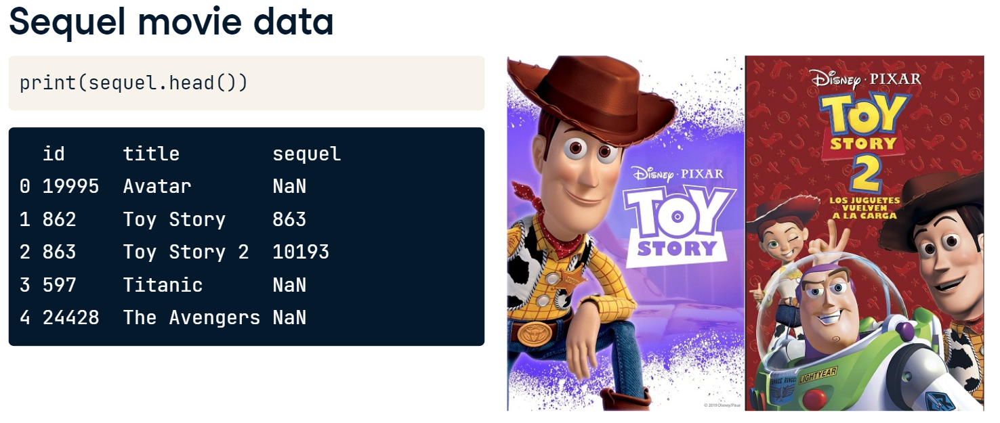 Sequel movie data
print(sequel.head())
id title sequel
0 19995 Avatar NaN
1 862 Toy Story 863
2 863 Toy Story 2 10193
3 597 Titanic NaN
4 24428 The Avengers NaN
Disney · PIXAR
TOY
STORY
© 2019 Disney/Pixar
Disney · PIXAR
TOY
STORY
2
LOS JUGUETES
VUELVEN
A LA CARGA
SPACE RANGER
LIGHTYEAR